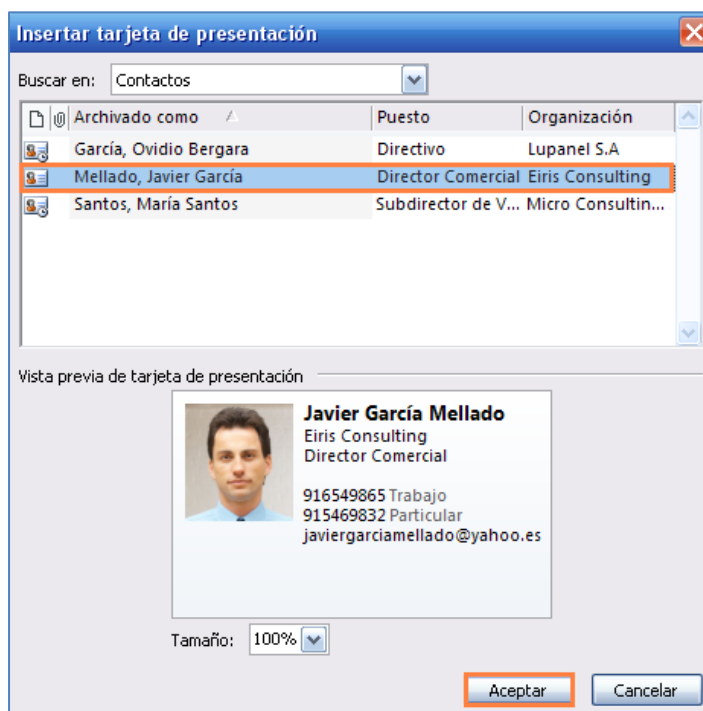 Insertar tarjeta de presentación
Buscar en: Contactos
Archivado como Puesto Organización
García, Ovidio Bergara Directivo Lupanel S.A
Mellado, Javier García Director Comercial Eiris Consulting
Santos, María Santos Subdirector de V... Micro Consultin...
Vista previa de tarjeta de presentación
Javier García Mellado
Eiris Consulting
Director Comercial
916549865 Trabajo
915469832 Particular
javiergarciamellado@yahoo.es
Tamaño: 100%
Aceptar Cancelar